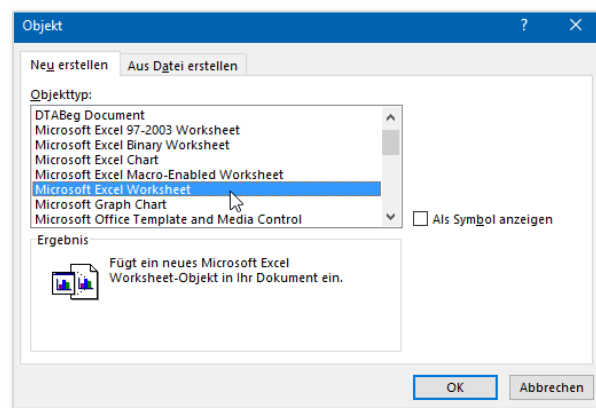 Objekt
Neu erstellen Aus Datei erstellen
Objekttyp:
DTABeg Document
Microsoft Excel 97-2003 Worksheet
Microsoft Excel Binary Worksheet
Microsoft Excel Chart
Microsoft Excel Macro-Enabled Worksheet
Microsoft Excel Worksheet
Microsoft Graph Chart
Microsoft Office Template and Media Control
Als Symbol anzeigen
Ergebnis
Fügt ein neues Microsoft Excel
Worksheet-Objekt in Ihr Dokument ein.
OK Abbrechen